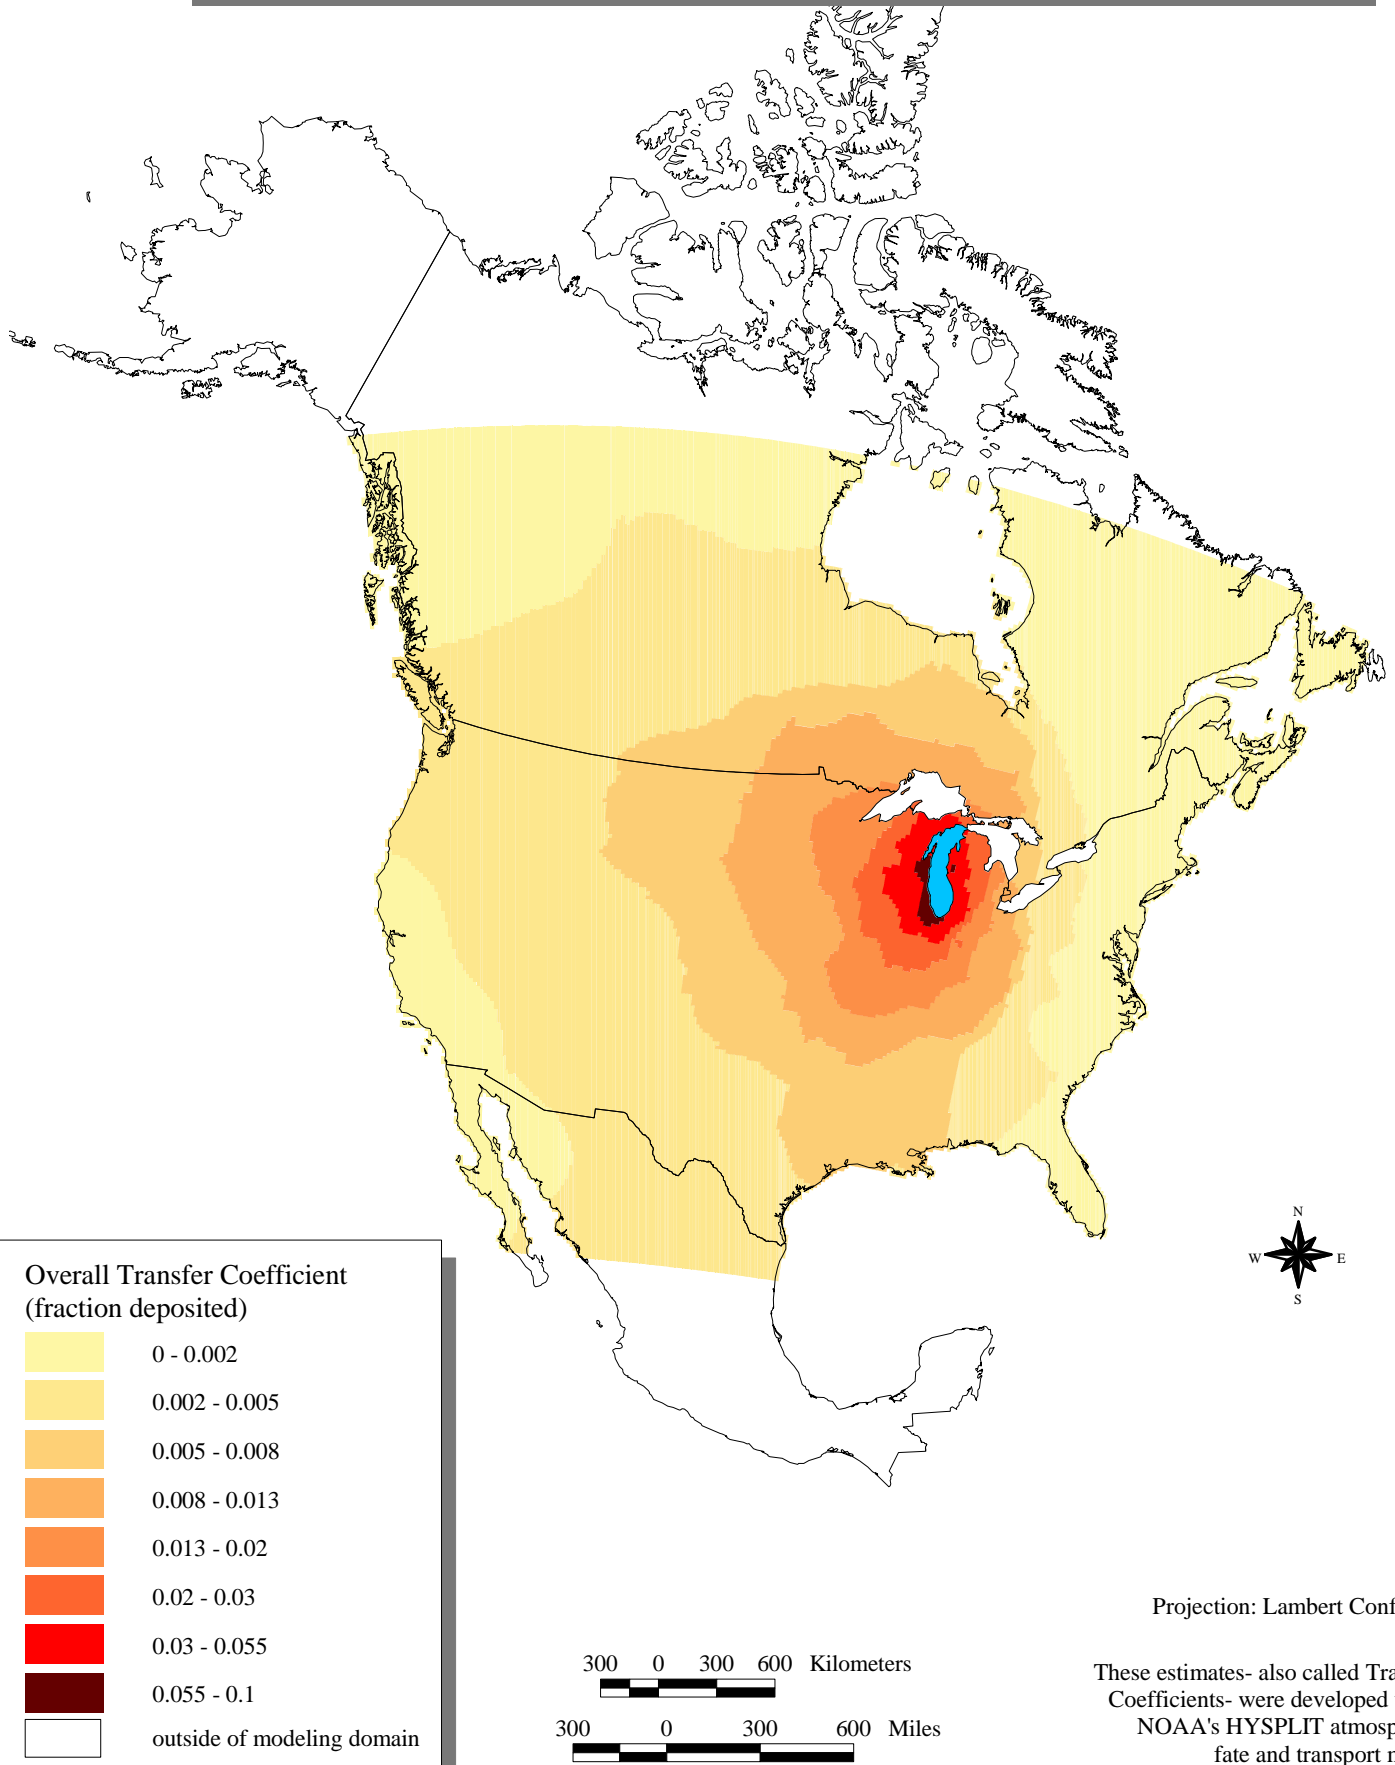 N
W E
S
Overall Transfer Coefficient
(fraction deposited)
0 - 0.002
0.002 - 0.005
0.005 - 0.008
0.008 - 0.013
0.013 - 0.02
0.02 - 0.03
0.03 - 0.055
0.055 - 0.1
outside of modeling domain
300 0 300 600 Kilometers
300 0 300 600 Miles
Projection: Lambert
These estimates- also called
Coefficients- were developed
NOAA's HYSPLIT
fate and transport